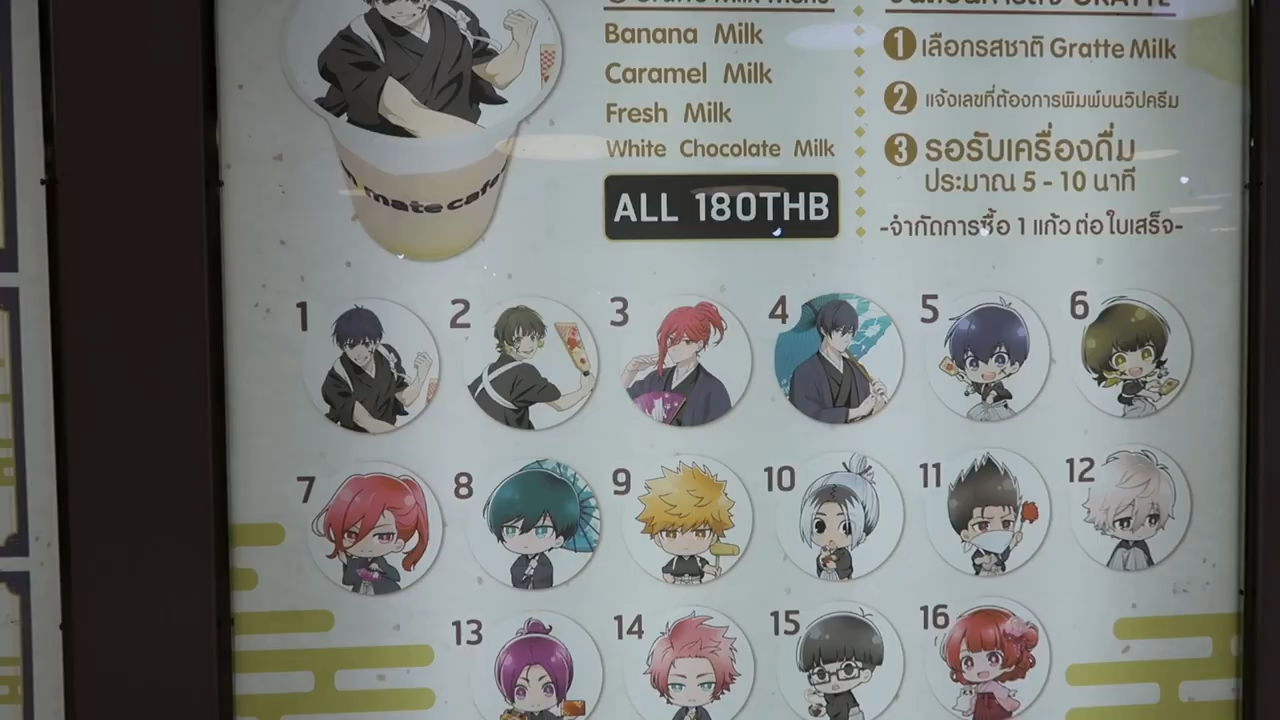 Banana Milk
Caramel Milk
Fresh Milk
White Chocolate Milk
ALL 180THB
1 เลือกรสชาติ Gratte Milk
2 แจ้งเลขที่ต้องการพิมพ์บนวิปครีม
3 รอรับเครื่องดื่ม
ประมาณ 5 - 10 นาที
-จำกัดการซื้อ 1 แก้ว ต่อ ใบเสร็จ-
mate cafe
1 2 3 4 5 6
7 8 9 10 11 12
13 14 15 16